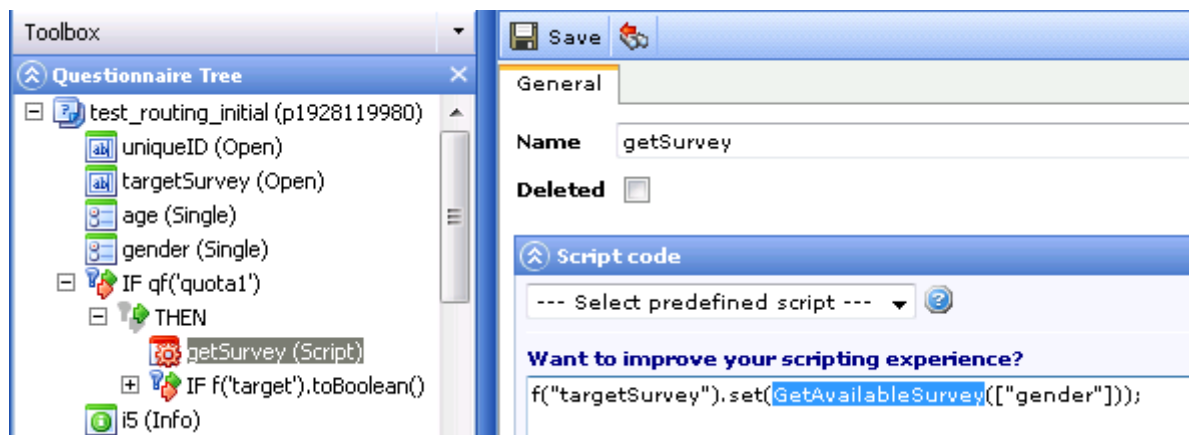 Toolbox
Questionnaire Tree
test_routing_initial (p1928119980)
uniqueID (Open)
targetSurvey (Open)
age (Single)
gender (Single)
IF qf('quota1')
THEN
getSurvey (Script)
IF f('target').toBoolean()
i5 (Info)
Save
General
Name getSurvey
Deleted
Script code
--- Select predefined script ---
Want to improve your scripting experience?
f("targetSurvey").set(GetAvailableSurvey(["gender"]));